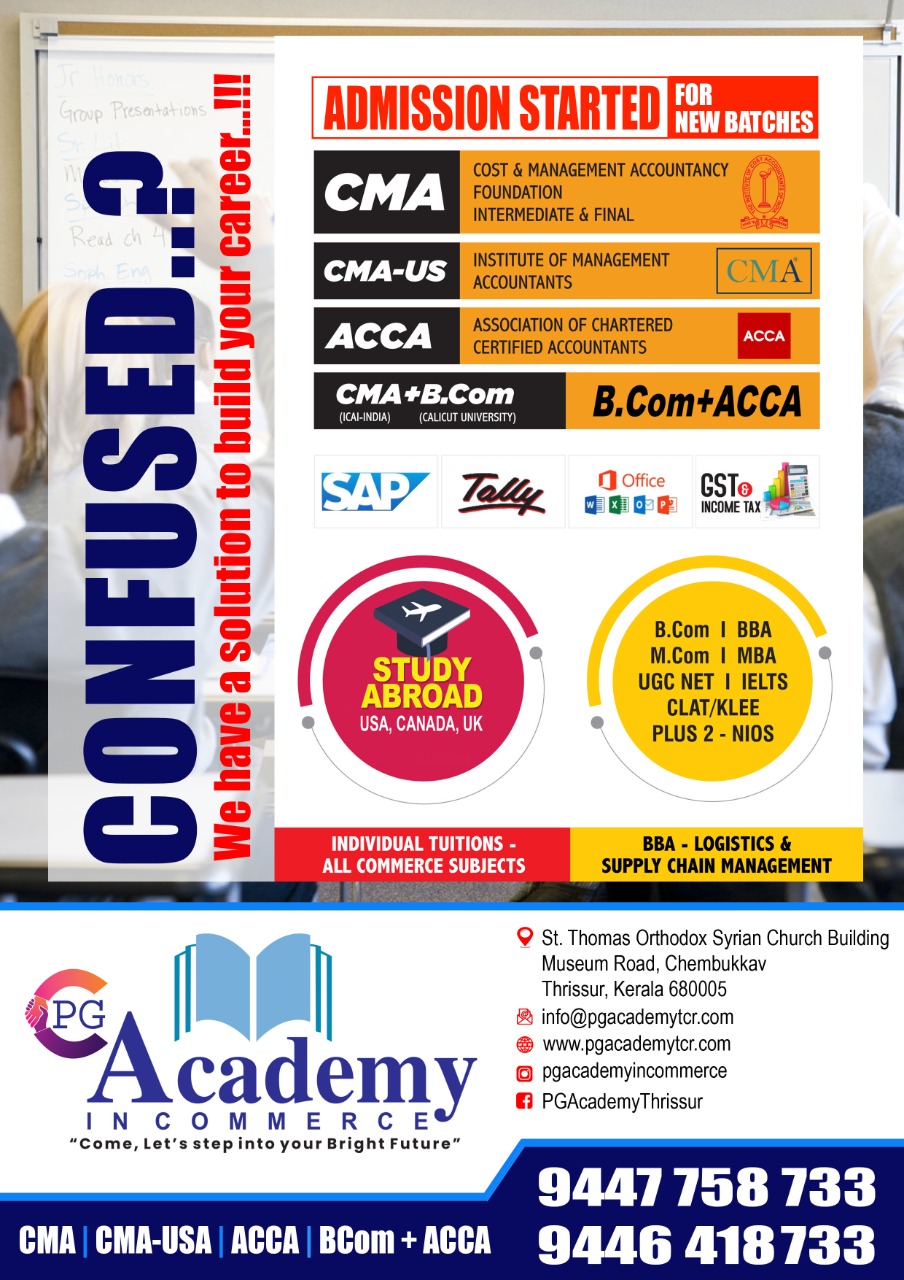 Jr Honors
Group Presentations
Read ch 4
Soph Eng
CONFUSED..?
We have a solution to build your career...!!!
ADMISSION STARTED
FOR
NEW BATCHES
CMA
COST & MANAGEMENT ACCOUNTANCY
FOUNDATION
INTERMEDIATE & FINAL
CMA-US
INSTITUTE OF MANAGEMENT
ACCOUNTANTS
CMA
ACCA
ASSOCIATION OF CHARTERED
CERTIFIED ACCOUNTANTS
ACCA
CMA+B.Com
(ICAI-INDIA) (CALICUT UNIVERSITY)
B.Com+ACCA
SAP
Tally
Office
GST &
INCOME TAX
STUDY
ABROAD
USA, CANADA, UK
B.Com I BBA
M.Com I MBA
UGC NET I IELTS
CLAT/KLEE
PLUS 2 - NIOS
INDIVIDUAL TUITIONS -
ALL COMMERCE SUBJECTS
BBA - LOGISTICS &
SUPPLY CHAIN MANAGEMENT
PG
Academy
IN COMMERCE
“Come, Let’s step into your Bright Future”
St. Thomas Orthodox Syrian Church Building
Museum Road, Chembukkav
Thrissur, Kerala 680005
info@pgacademytcr.com
www.pgacademytcr.com
pgacademyincommerce
PGAcademyThrissur
CMA | CMA-USA | ACCA | BCom + ACCA
9447 758 733
9446 418 733